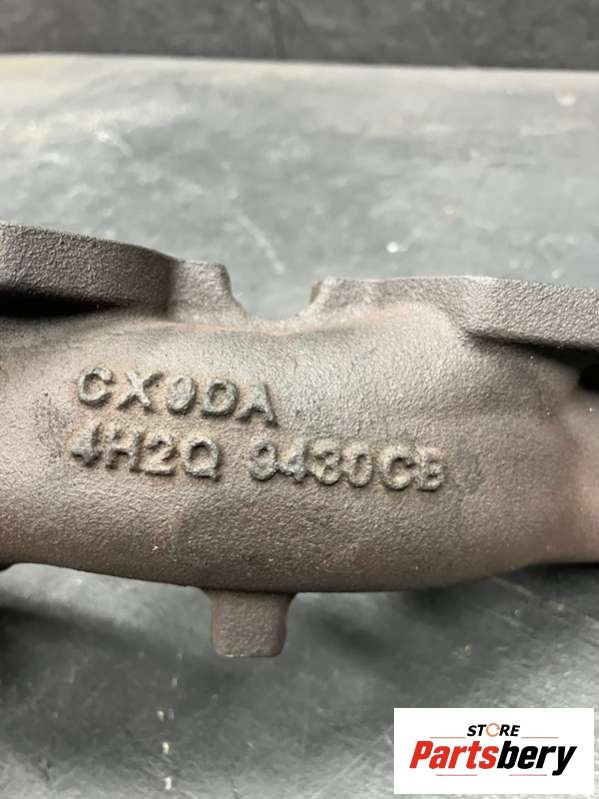 CX9DA
4H2Q 9430CB
STORE
Partsbery